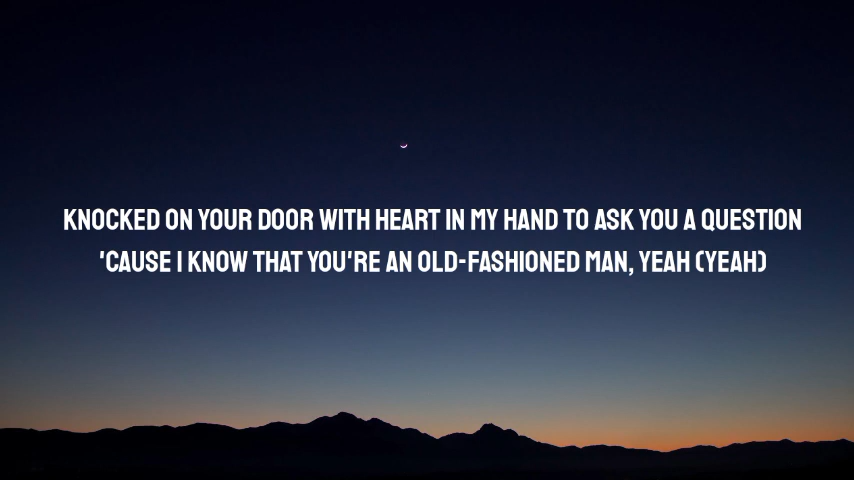 KNOCKED ON YOUR DOOR WITH HEART IN MY HAND TO ASK YOU A QUESTION
'CAUSE I KNOW THAT YOU'RE AN OLD-FASHIONED MAN, YEAH (YEAH)